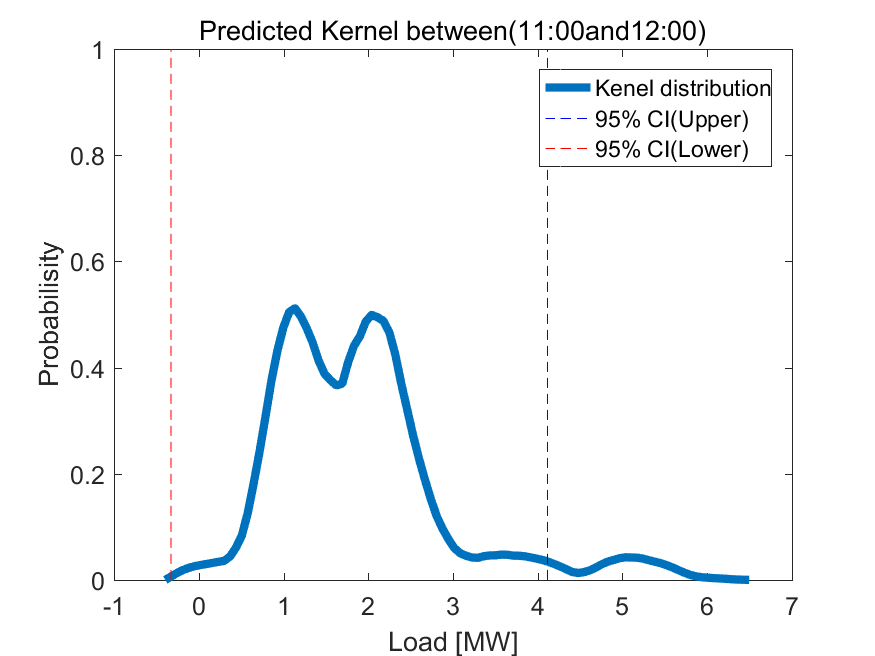 Predicted Kernel between(11:00and12:00)
1
0.8
0.6
0.4
0.2
0
Probabilisity
Kenel distribution
95% CI(Upper)
95% CI(Lower)
-1 0 1 2 3 4 5 6 7
Load [MW]